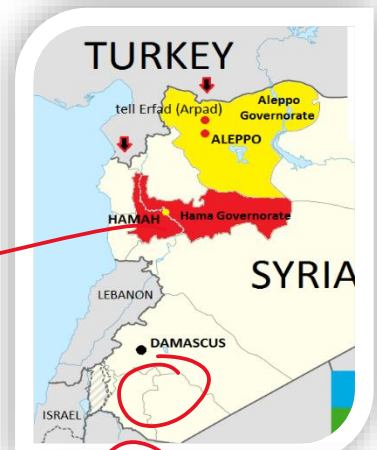 TURKEY
tell Erfad (Arpad)
Aleppo
Governorate
ALEPPO
HAMAH
Hama Governorate
SYRIA
LEBANON
DAMASCUS
ISRAEL